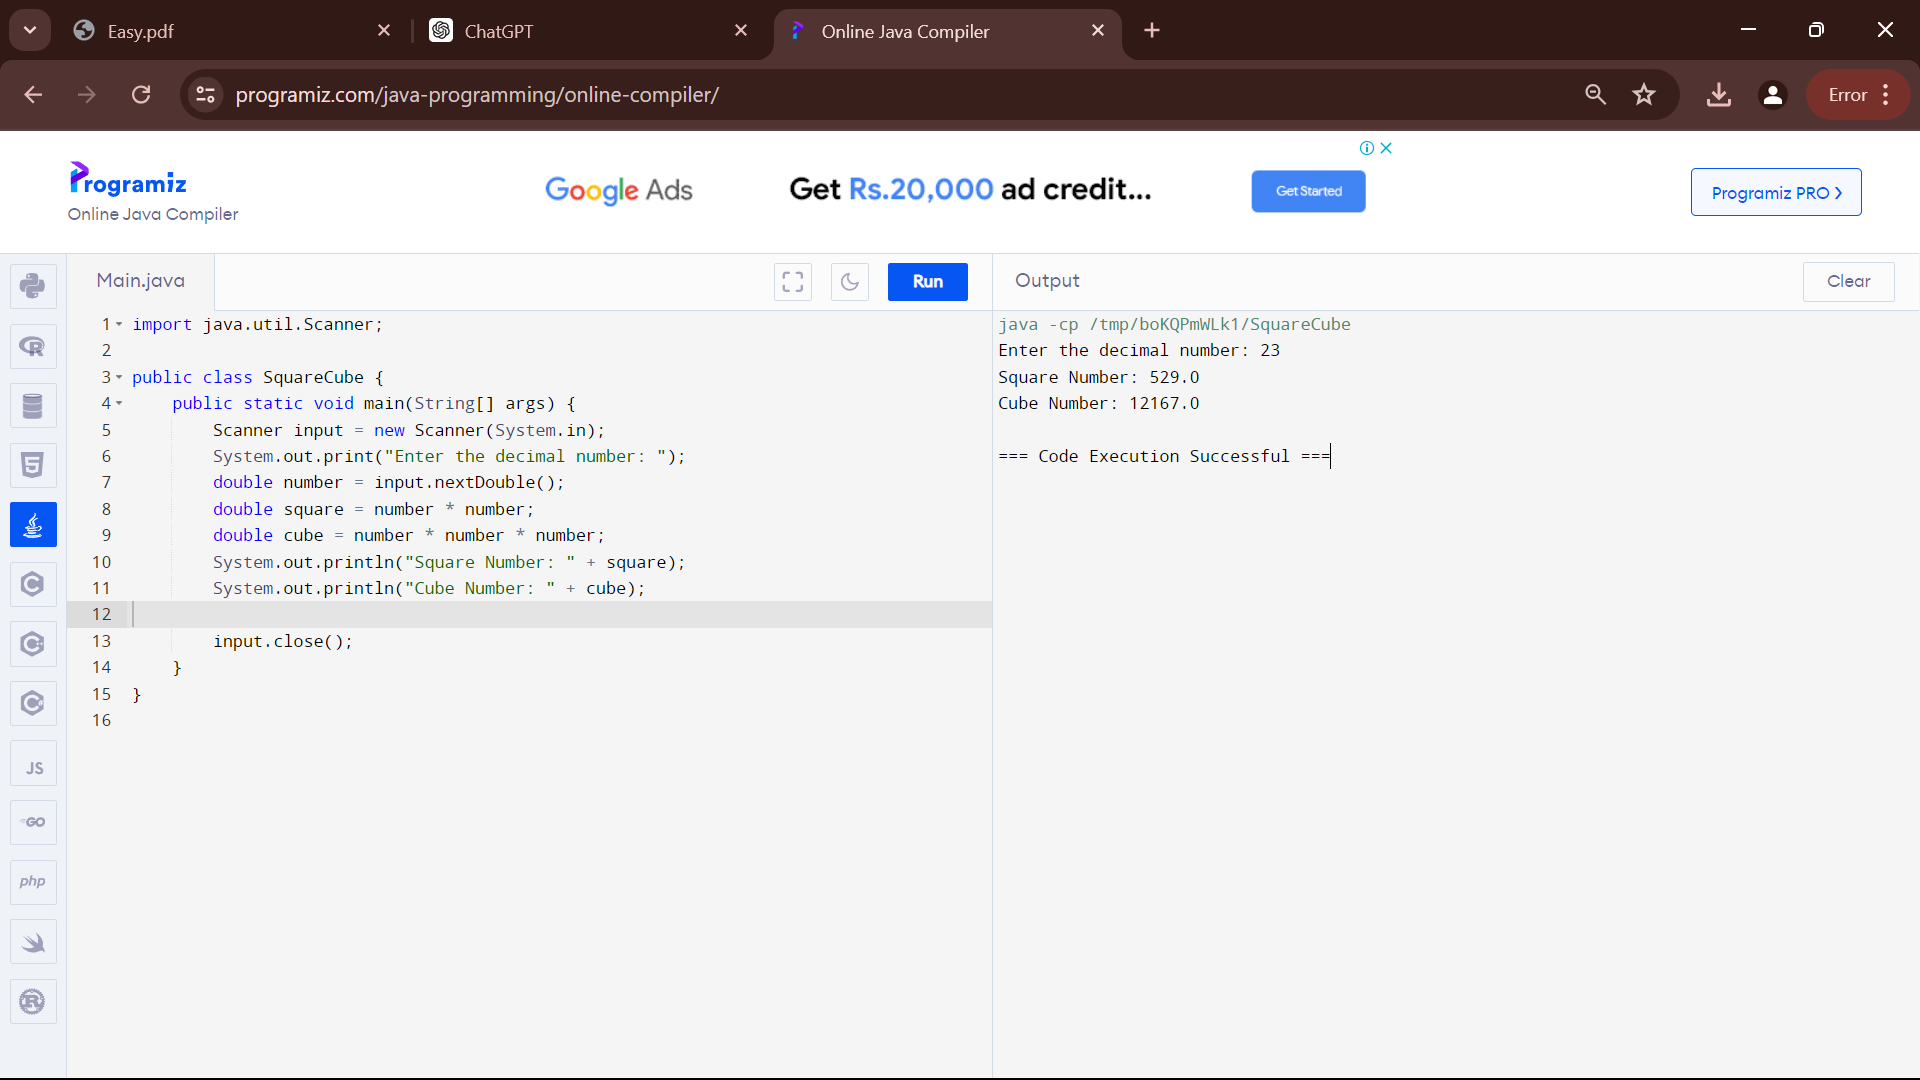 Easy.pdf
ChatGPT
Online Java Compiler
programiz.com/java-programming/online-compiler/
Error
Programiz
Online Java Compiler
Google Ads
Get Rs.20,000 ad credit...
Get Started
Programiz PRO >
Main.java
Run
Output
Clear
1 import java.util.Scanner;
2
3 public class SquareCube {
4     public static void main(String[] args) {
5         Scanner input = new Scanner(System.in);
6         System.out.print("Enter the decimal number: ");
7         double number = input.nextDouble();
8         double square = number * number;
9         double cube = number * number * number;
10         System.out.println("Square Number: " + square);
11         System.out.println("Cube Number: " + cube);
12
13         input.close();
14     }
15 }
16
java -cp /tmp/boKQPmWLk1/SquareCube
Enter the decimal number: 23
Square Number: 529.0
Cube Number: 12167.0
=== Code Execution Successful ===
R
5
C
C
C
JS
GO
php
R